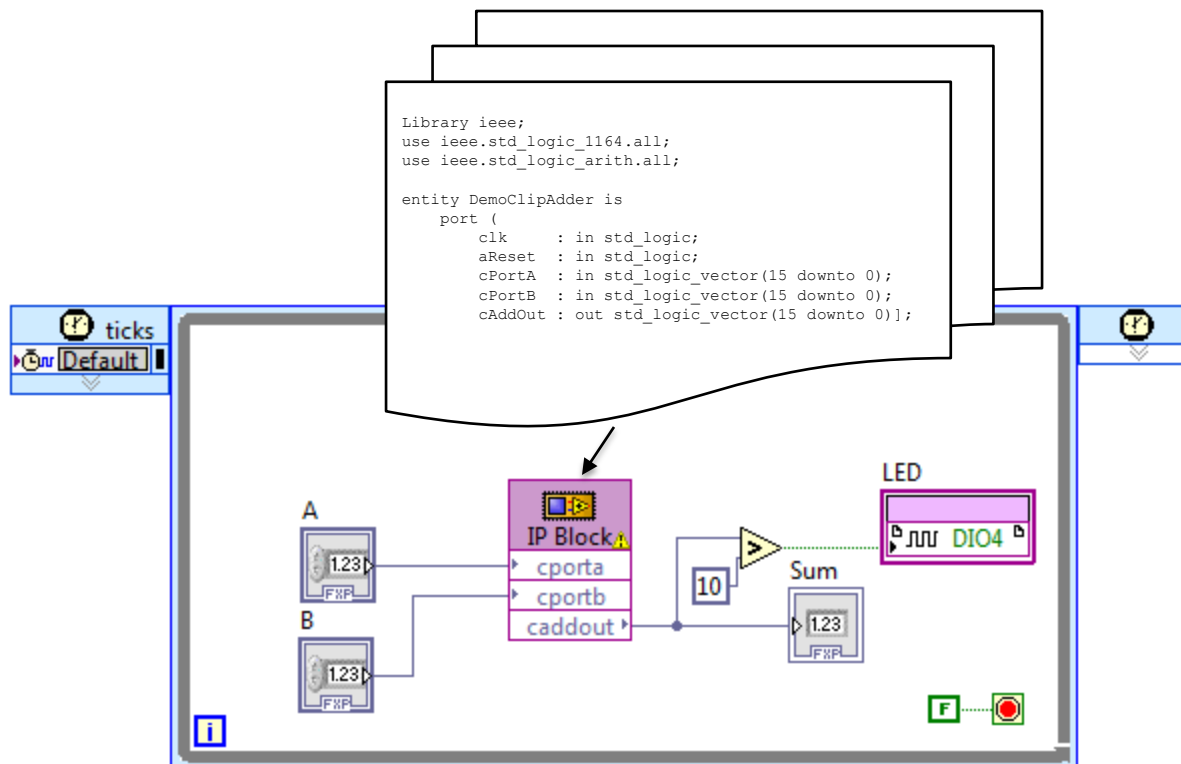 Library ieee;
use ieee.std_logic_1164.all;
use ieee.std_logic_arith.all;
entity DemoClipAdder is
port (
clk : in std_logic;
aReset : in std_logic;
cPortA : in std_logic_vector(15 downto 0);
cPortB : in std_logic_vector(15 downto 0);
cAddOut : out std_logic_vector(15 downto 0)];
ticks
Default
LED
A
IP Block
DIO4
1.23
FXP
cporta
>
10
Sum
B
cportb
caddout
1.23
FXP
1.23
FXP
F
i